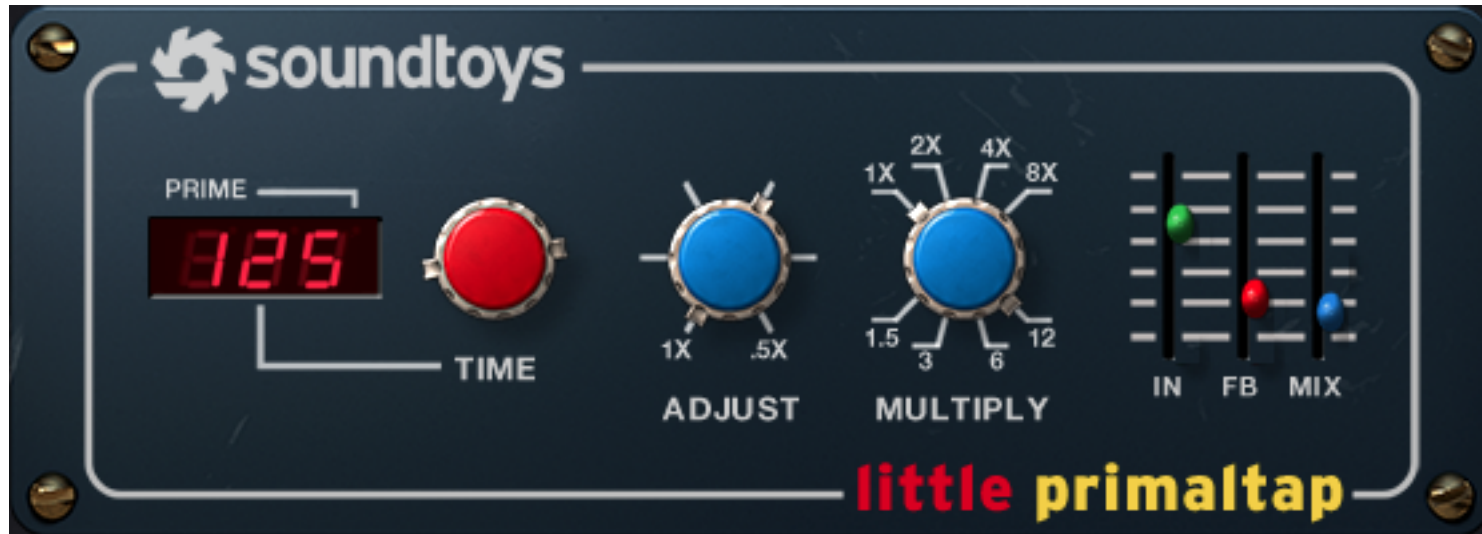 soundtoys
PRIME
125
TIME
1X .5X
ADJUST
1X 2X 4X 8X
1.5 3 6 12
MULTIPLY
IN FB MIX
little primaltap